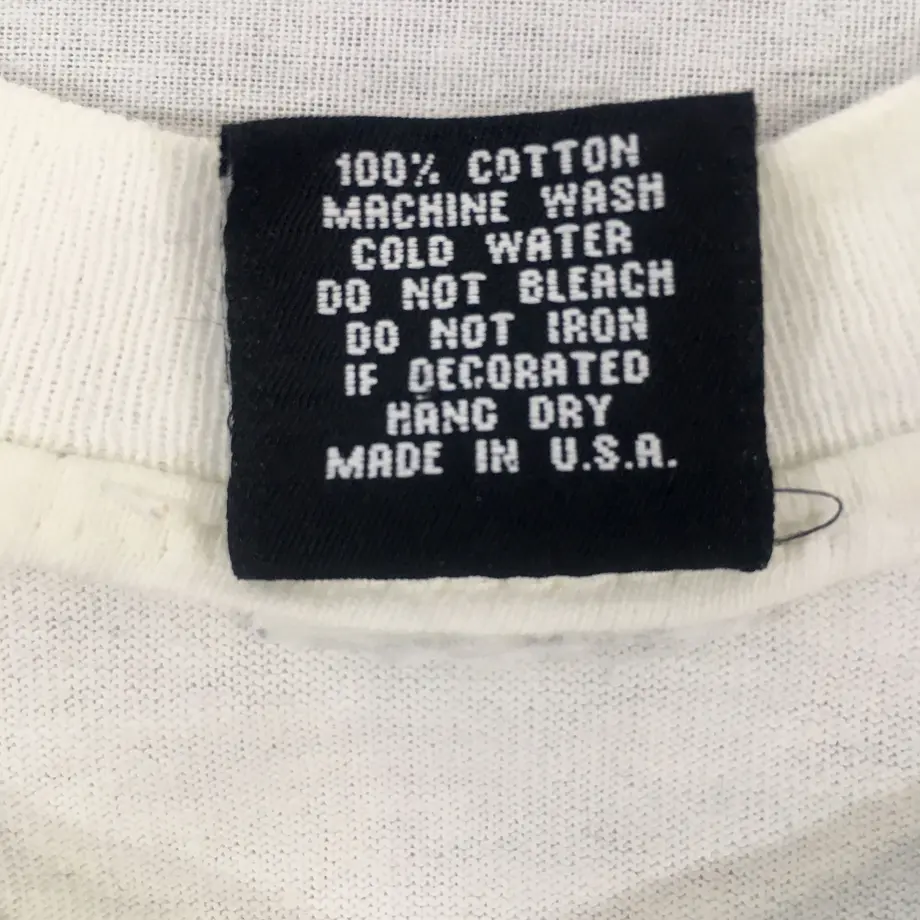 100% COTTON
MACHINE WASH
COLD WATER
DO NOT BLEACH
DO NOT IRON
IF DECORATED
HANG DRY
MADE IN U.S.A.